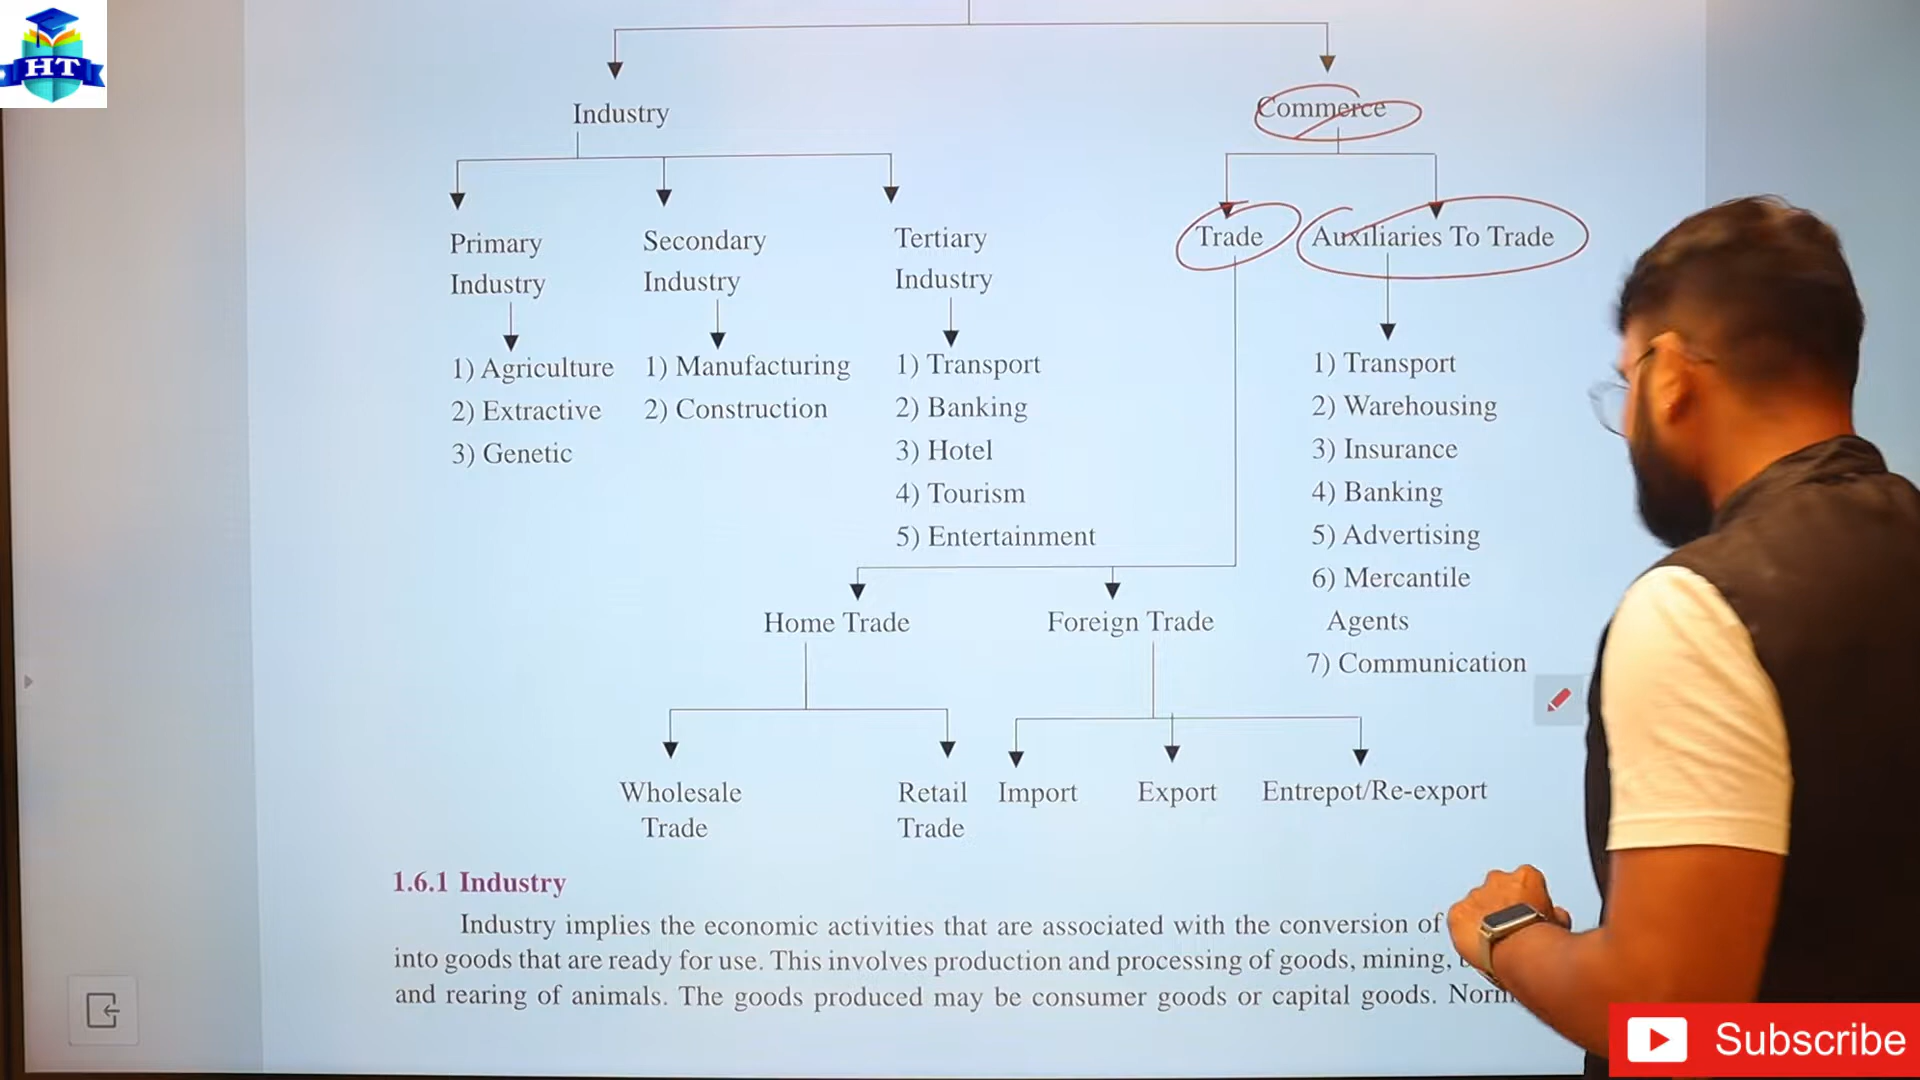 HT
Industry
Commerce
Primary
Industry
Secondary
Industry
Tertiary
Industry
Trade
Auxiliaries To Trade
1) Agriculture
2) Extractive
3) Genetic
1) Manufacturing
2) Construction
1) Transport
2) Banking
3) Hotel
4) Tourism
5) Entertainment
1) Transport
2) Warehousing
3) Insurance
4) Banking
5) Advertising
6) Mercantile
Agents
7) Communication
Home Trade
Foreign Trade
Wholesale
Trade
Retail
Trade
Import
Export
Entrepot/Re-export
1.6.1 Industry
Industry implies the economic activities that are associated with the conversion of
into goods that are ready for use. This involves production and processing of goods, mining,
and rearing of animals. The goods produced may be consumer goods or capital goods.
Subscribe